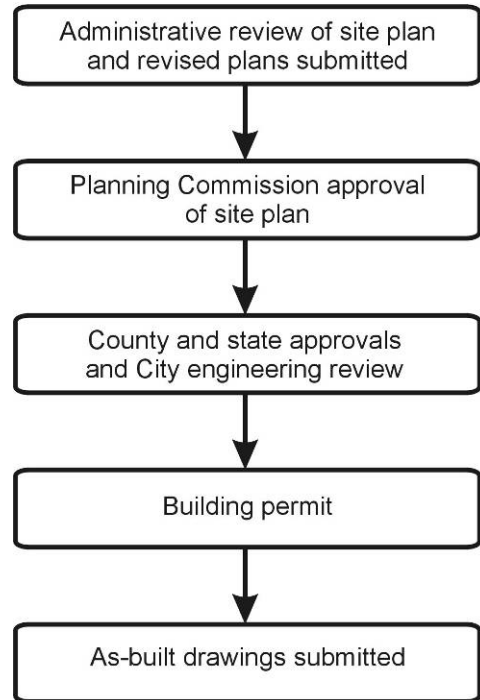 Administrative review of site plan
and revised plans submitted
Planning Commission approval
of site plan
County and state approvals
and City engineering review
Building permit
As-built drawings submitted